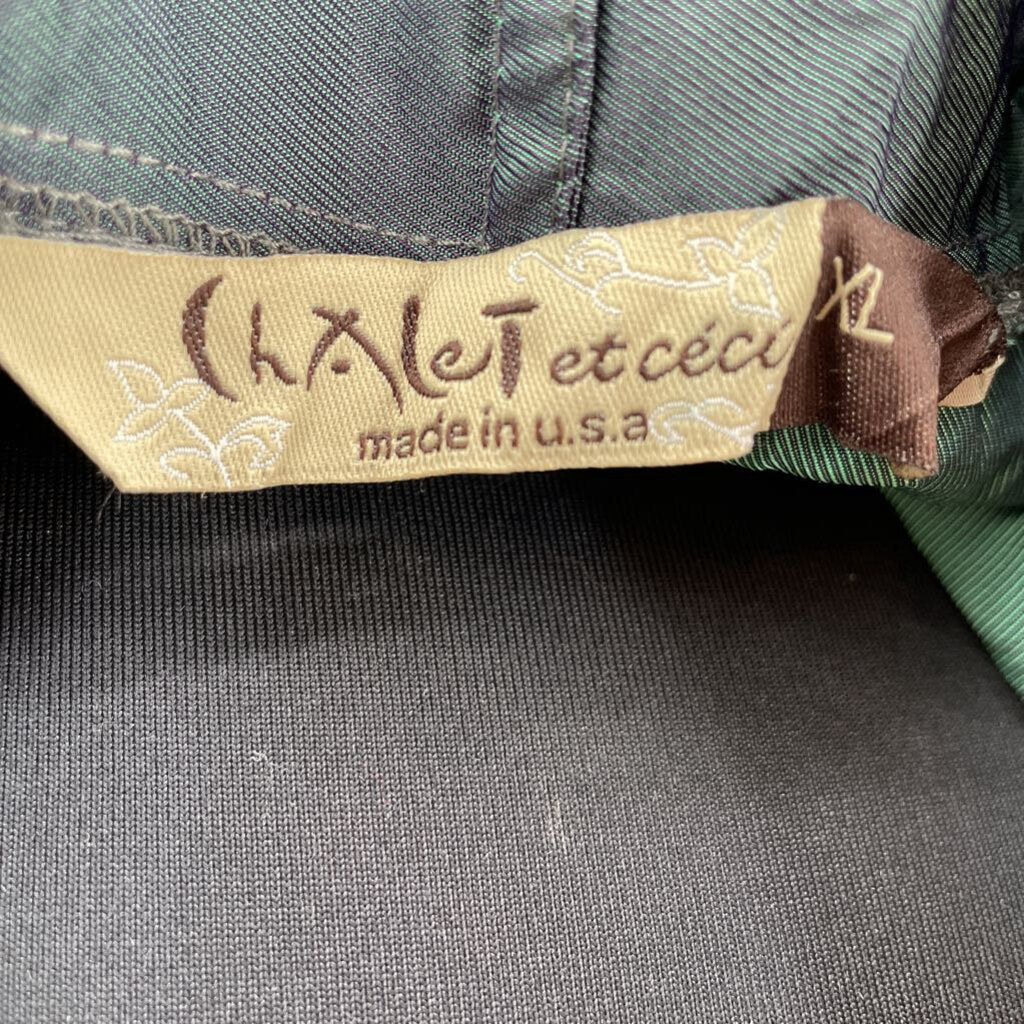 ChAleT et céci
made in u.s.a
XL